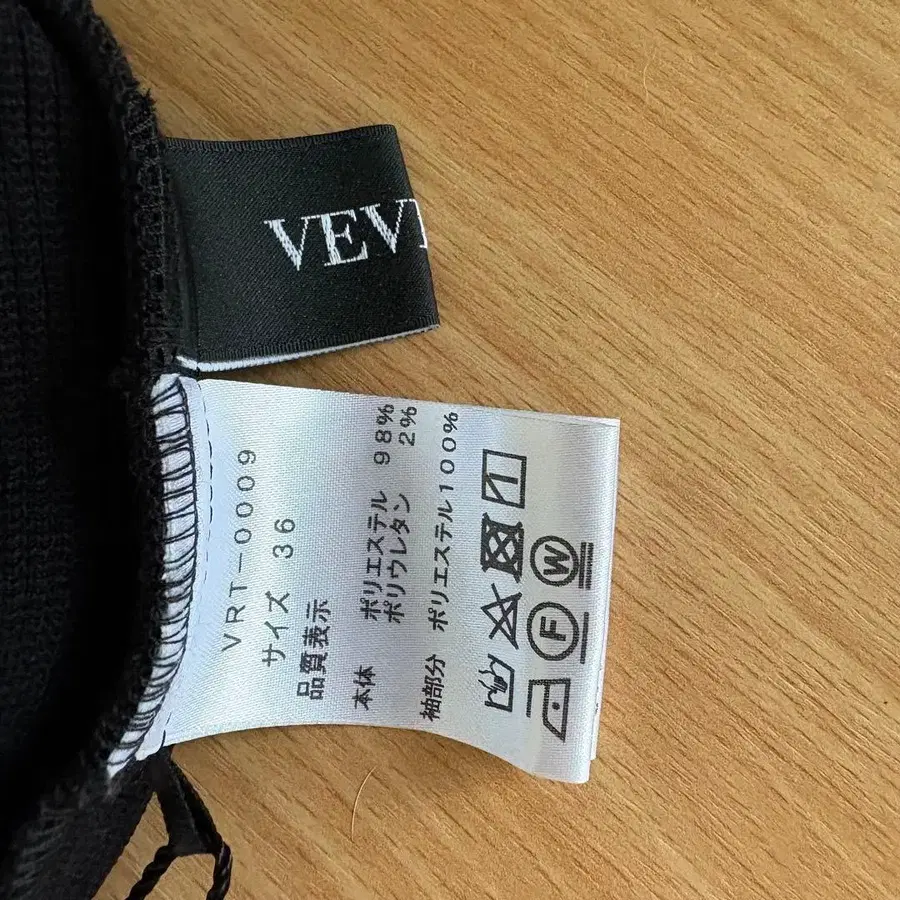 VEV
VRT-0009
サイズ 36
品質表示
本体 ポリエステル 98%
ポリウレタン 2%
袖部分 ポリエステル100%
F W